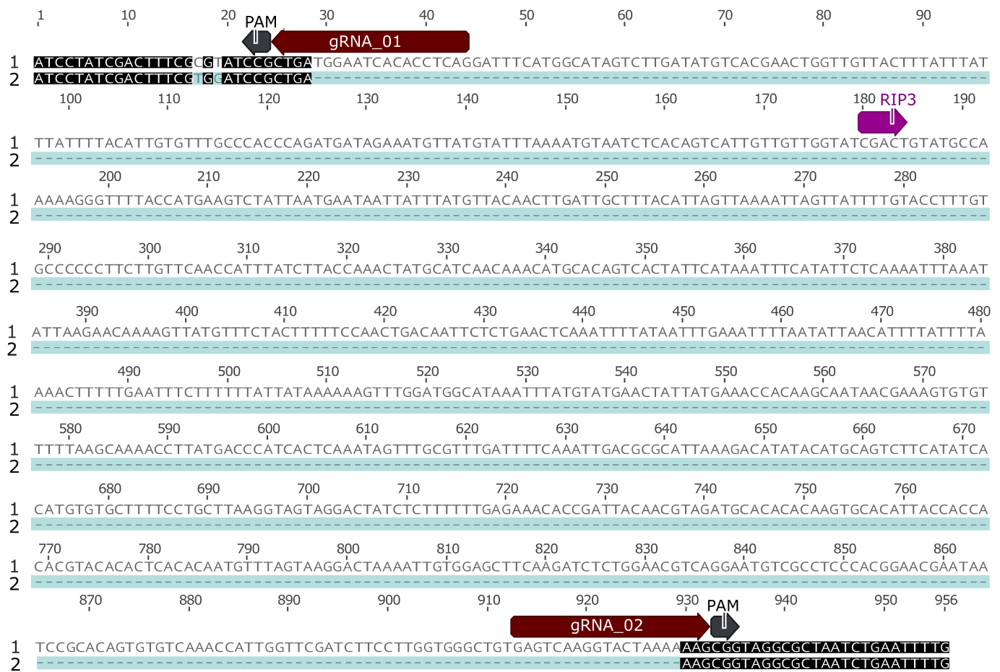 1 10 20 30 40 50 60 70 80 90
PAM
gRNA_01
1 ATCCTATCGACTTTCGCGTATCCGCTGATGGAATCACACCTCAGGATTTCATGGCATAGTCTTGATATGTCACGAACTGGTTGTTACTTTATTTAT
2 ATCCTATCGACTTTCGTGGATCCGCTGA--------------------------------------------------------------------
100 110 120 130 140 150 160 170 180 190
RIP3
1 TTATTTTACATTGTGTTTGCCCACCCAGATGATAGAAATGTTATGTATTTAAAATGTAATCTCACAGTCATTGTTGTTGGTATCGACTGTATGCCA
2 ------------------------------------------------------------------------------------------------
200 210 220 230 240 250 260 270 280
1 AAAAGGGTTTTACCATGAAGTCTATTAATGAATAATTATTTATGTTACAACTTGATTGCTTTACATTAGTTAAAATTAGTTATTTTGTACCTTTGT
2 ------------------------------------------------------------------------------------------------
290 300 310 320 330 340 350 360 370 380
1 GCCCCCCTTCTTGTTCAACCATTTATCTTACCAAACTATGCATCAACAAACATGCACAGTCACTATTCATAAATTTCATATTCTCAAAATTTAAAT
2 ------------------------------------------------------------------------------------------------
390 400 410 420 430 440 450 460 470 480
1 ATTAAGAACAAAAGTTATGTTTCTACTTTTTCCAACTGACAATTCTCTGAACTCAAATTTTATAATTTGAAATTTTAATATTAACATTTTATTTTA
2 ------------------------------------------------------------------------------------------------
490 500 510 520 530 540 550 560 570
1 AAACTTTTTGAATTTCTTTTTTATTATAAAAAAGTTTGGATGGCATAAATTTATGTATGAACTATTATGAAACCACAAGCAATAACGAAAGTGTGT
2 ------------------------------------------------------------------------------------------------
580 590 600 610 620 630 640 650 660 670
1 TTTTAAGCAAAACCTTATGACCCATCACTCAAATAGTTTGCGTTTGATTTTTCAAATTGACGCGCATTAAAGACATATACATGCAGTCTTCATATCA
2 ------------------------------------------------------------------------------------------------
680 690 700 710 720 730 740 750 760
1 CATGTGTGCTTTTCCTGCTTAAGGTAGTAGGACTATCTCTTTTTTGAGAAACACCGATTACAACGTAGATGCACACACAAGTGCACATTACCACCA
2 ------------------------------------------------------------------------------------------------
770 780 790 800 810 820 830 840 850 860
1 CACGTACACACTCACACAATGTTTAGTAAGGACTAAAATTGTGGAGCTTCAAGATCTCTGGAACGTCAGGAATGTCGCCTCCCACGGAACGAATAA
2 ------------------------------------------------------------------------------------------------
870 880 890 900 910 920 930 940 950 956
PAM
gRNA_02
1 TCCGCACAGTGTGTCAAACCATTGGTTCGATCTTCCTTGGTGGGCTGTGAGTCAAGGTACTAAAAAAGCGGTAGGCGCTAATCTGAATTTTG
2 -----------------------------------------------------------------AAGCGGTAGGCGCTAATCTGAATTTTG